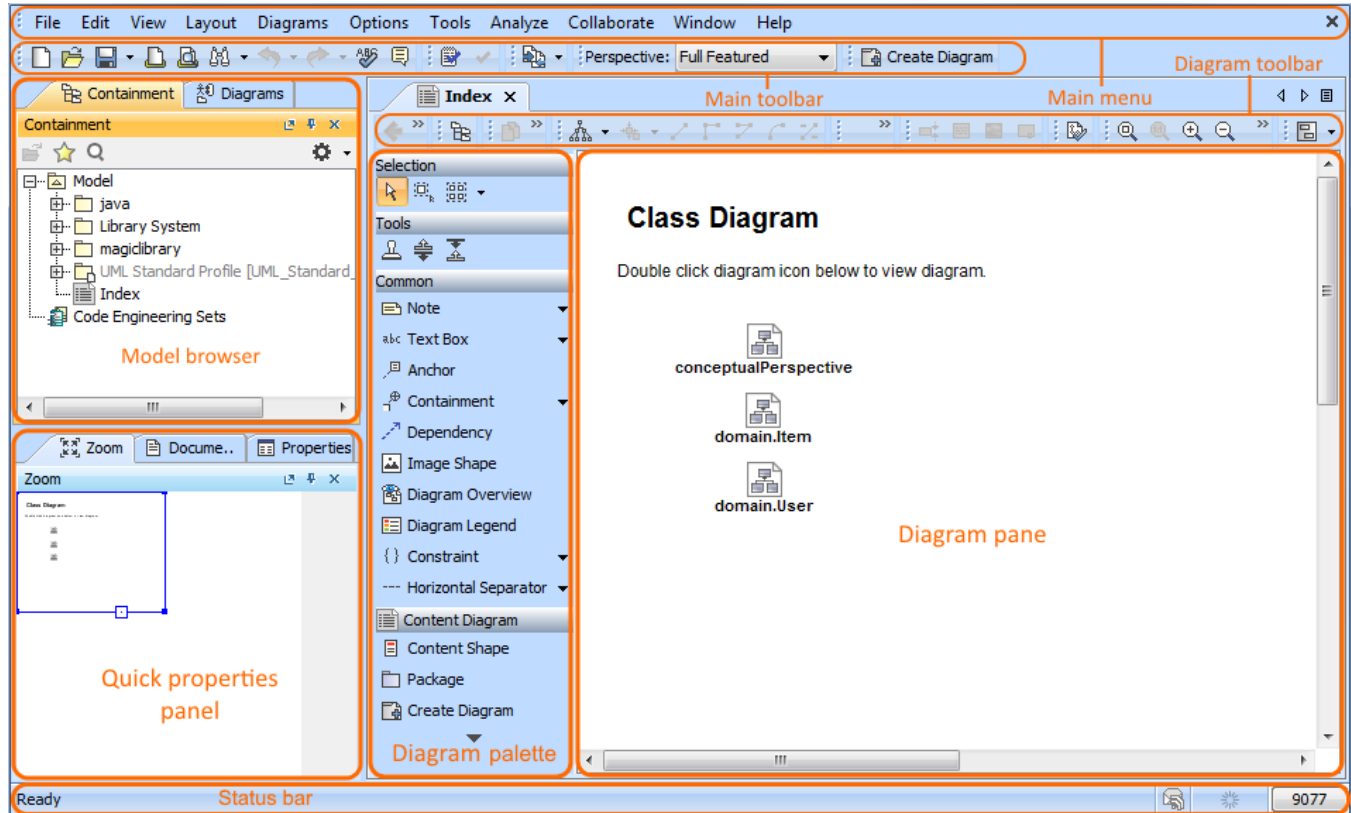 File Edit View Layout Diagrams Options Tools Analyze Collaborate Window Help
Perspective: Full Featured Create Diagram
Diagram toolbar
Main toolbar
Main menu
Containment Diagrams
Index
Containment
Model
java
Library System
magiclibrary
UML Standard Profile [UML_Standard_
Index
Code Engineering Sets
Model browser
Zoom Docume.. Properties
Zoom
Class Diagram
Quick properties
panel
Selection
Tools
Common
Note
abc Text Box
Anchor
Containment
Dependency
Image Shape
Diagram Overview
Diagram Legend
{ } Constraint
Horizontal Separator
Content Diagram
Content Shape
Package
Create Diagram
Diagram palette
Class Diagram
Double click diagram icon below to view diagram.
conceptualPerspective
domain.Item
domain.User
Diagram pane
Ready
Status bar
9077